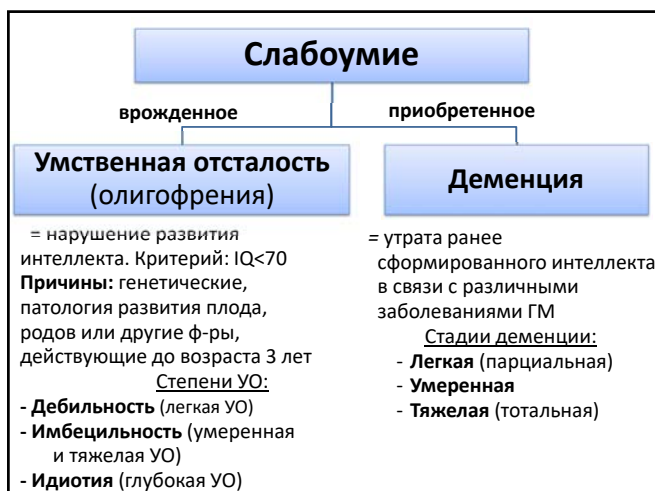 Слабоумие
врожденное
приобретенное
Умственная отсталость
(олигофрения)
= нарушение развития
интеллекта. Критерий: IQ<70
Причины: генетические,
патология развития плода,
родов или другие ф-ры,
действующие до возраста 3 лет
Степени УО:
- Дебильность (легкая УО)
- Имбецильность (умеренная
и тяжелая УО)
- Идиотия (глубокая УО)
Деменция
= утрата ранее
сформированного интеллекта
в связи с различными
заболеваниями ГМ
Стадии деменции:
- Легкая (парциальная)
- Умеренная
- Тяжелая (тотальная)